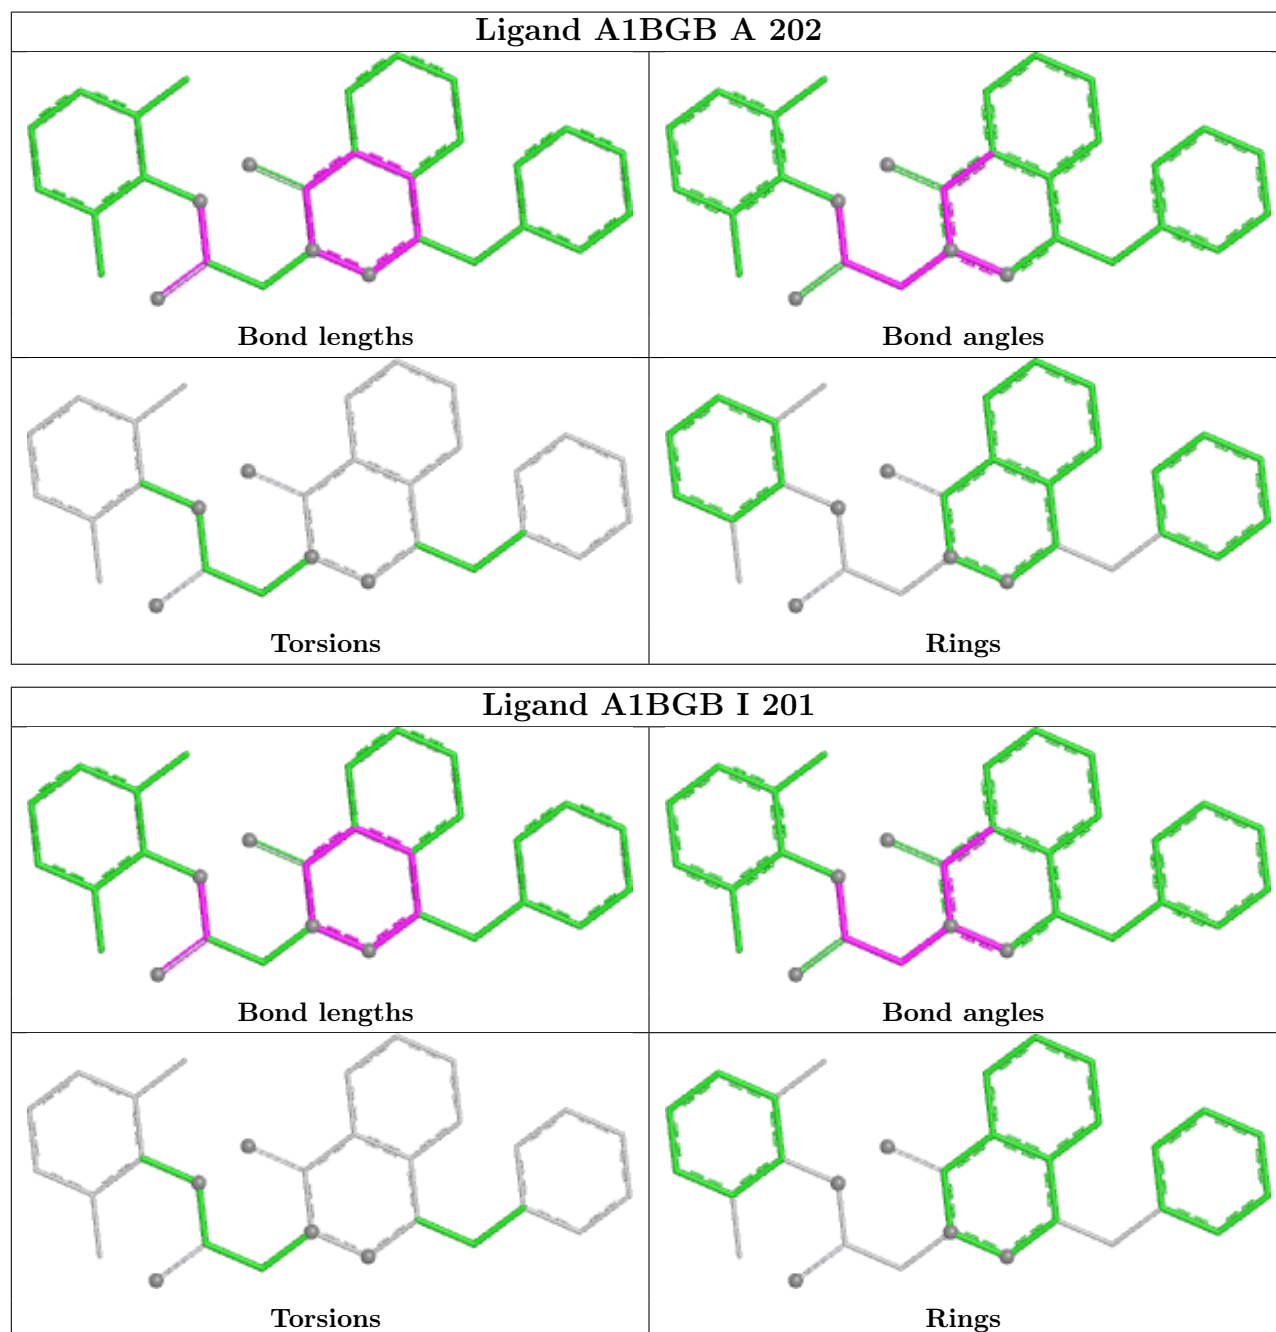 Ligand A1BGB A 202
Bond lengths
Bond angles
Torsions
Rings
Ligand A1BGB I 201
Bond lengths
Bond angles
Torsions
Rings